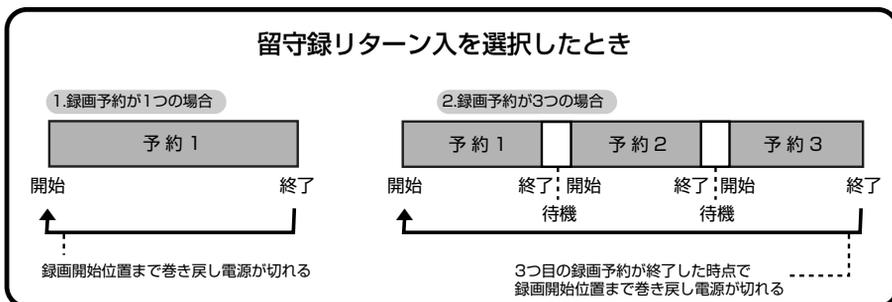 留守録リターン入を選択したとき
1.録画予約が1つの場合
予約1
開始
終了
録画開始位置まで巻き戻し電源が切れる
2.録画予約が3つの場合
予約1
予約2
予約3
開始
終了
開始
終了
開始
終了
待機
待機
3つ目の録画予約が終了した時点で
録画開始位置まで巻き戻し電源が切れる